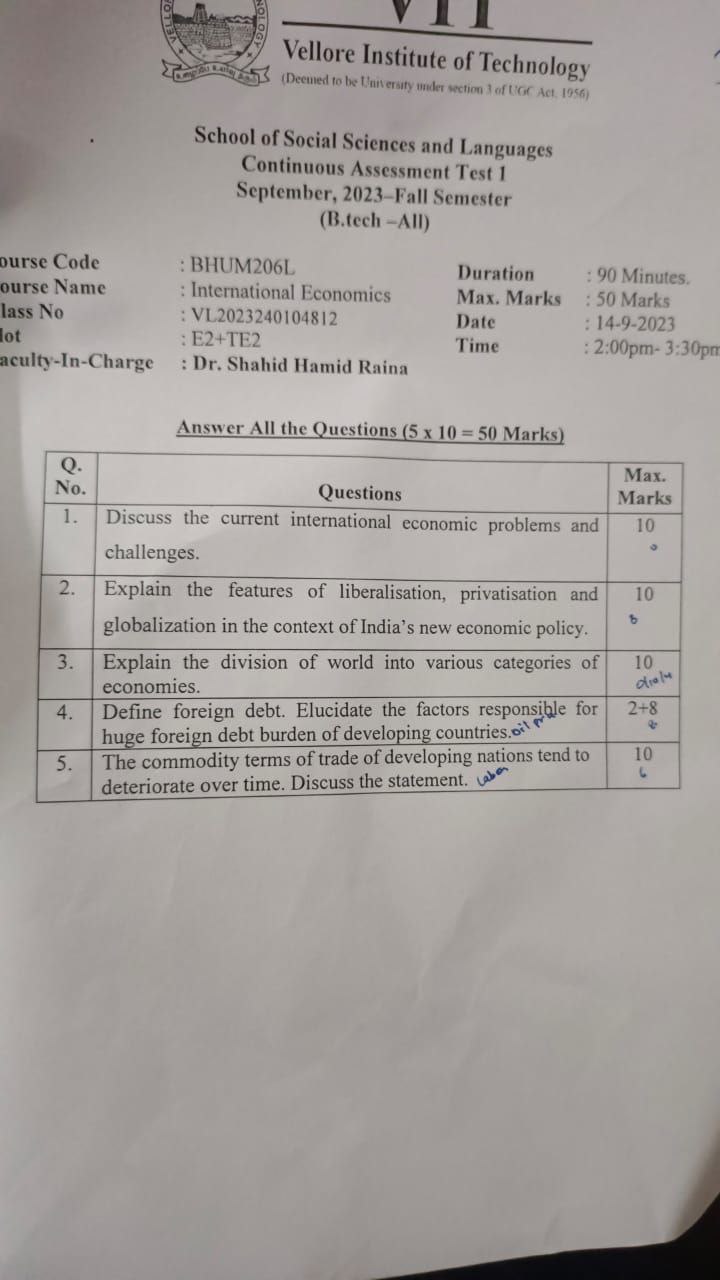 VIT
Vellore Institute of Technology
(Deemed to be University under section 3 of UGC Act, 1956)
School of Social Sciences and Languages
Continuous Assessment Test 1
September, 2023–Fall Semester
(B.tech –All)
ourse Code : BHUM206L
ourse Name : International Economics
lass No : VL2023240104812
lot : E2+TE2
aculty-In-Charge : Dr. Shahid Hamid Raina
Duration : 90 Minutes.
Max. Marks : 50 Marks
Date : 14-9-2023
Time : 2:00pm- 3:30pm
Answer All the Questions (5 x 10 = 50 Marks)
Q. No. Questions Max. Marks
1. Discuss the current international economic problems and 10
challenges.
2. Explain the features of liberalisation, privatisation and 10
globalization in the context of India's new economic policy. 8
3. Explain the division of world into various categories of 10
economies.
4. Define foreign debt. Elucidate the factors responsible for 2+8
huge foreign debt burden of developing countries. oil 8
5. The commodity terms of trade of developing nations tend to 10
deteriorate over time. Discuss the statement. 6